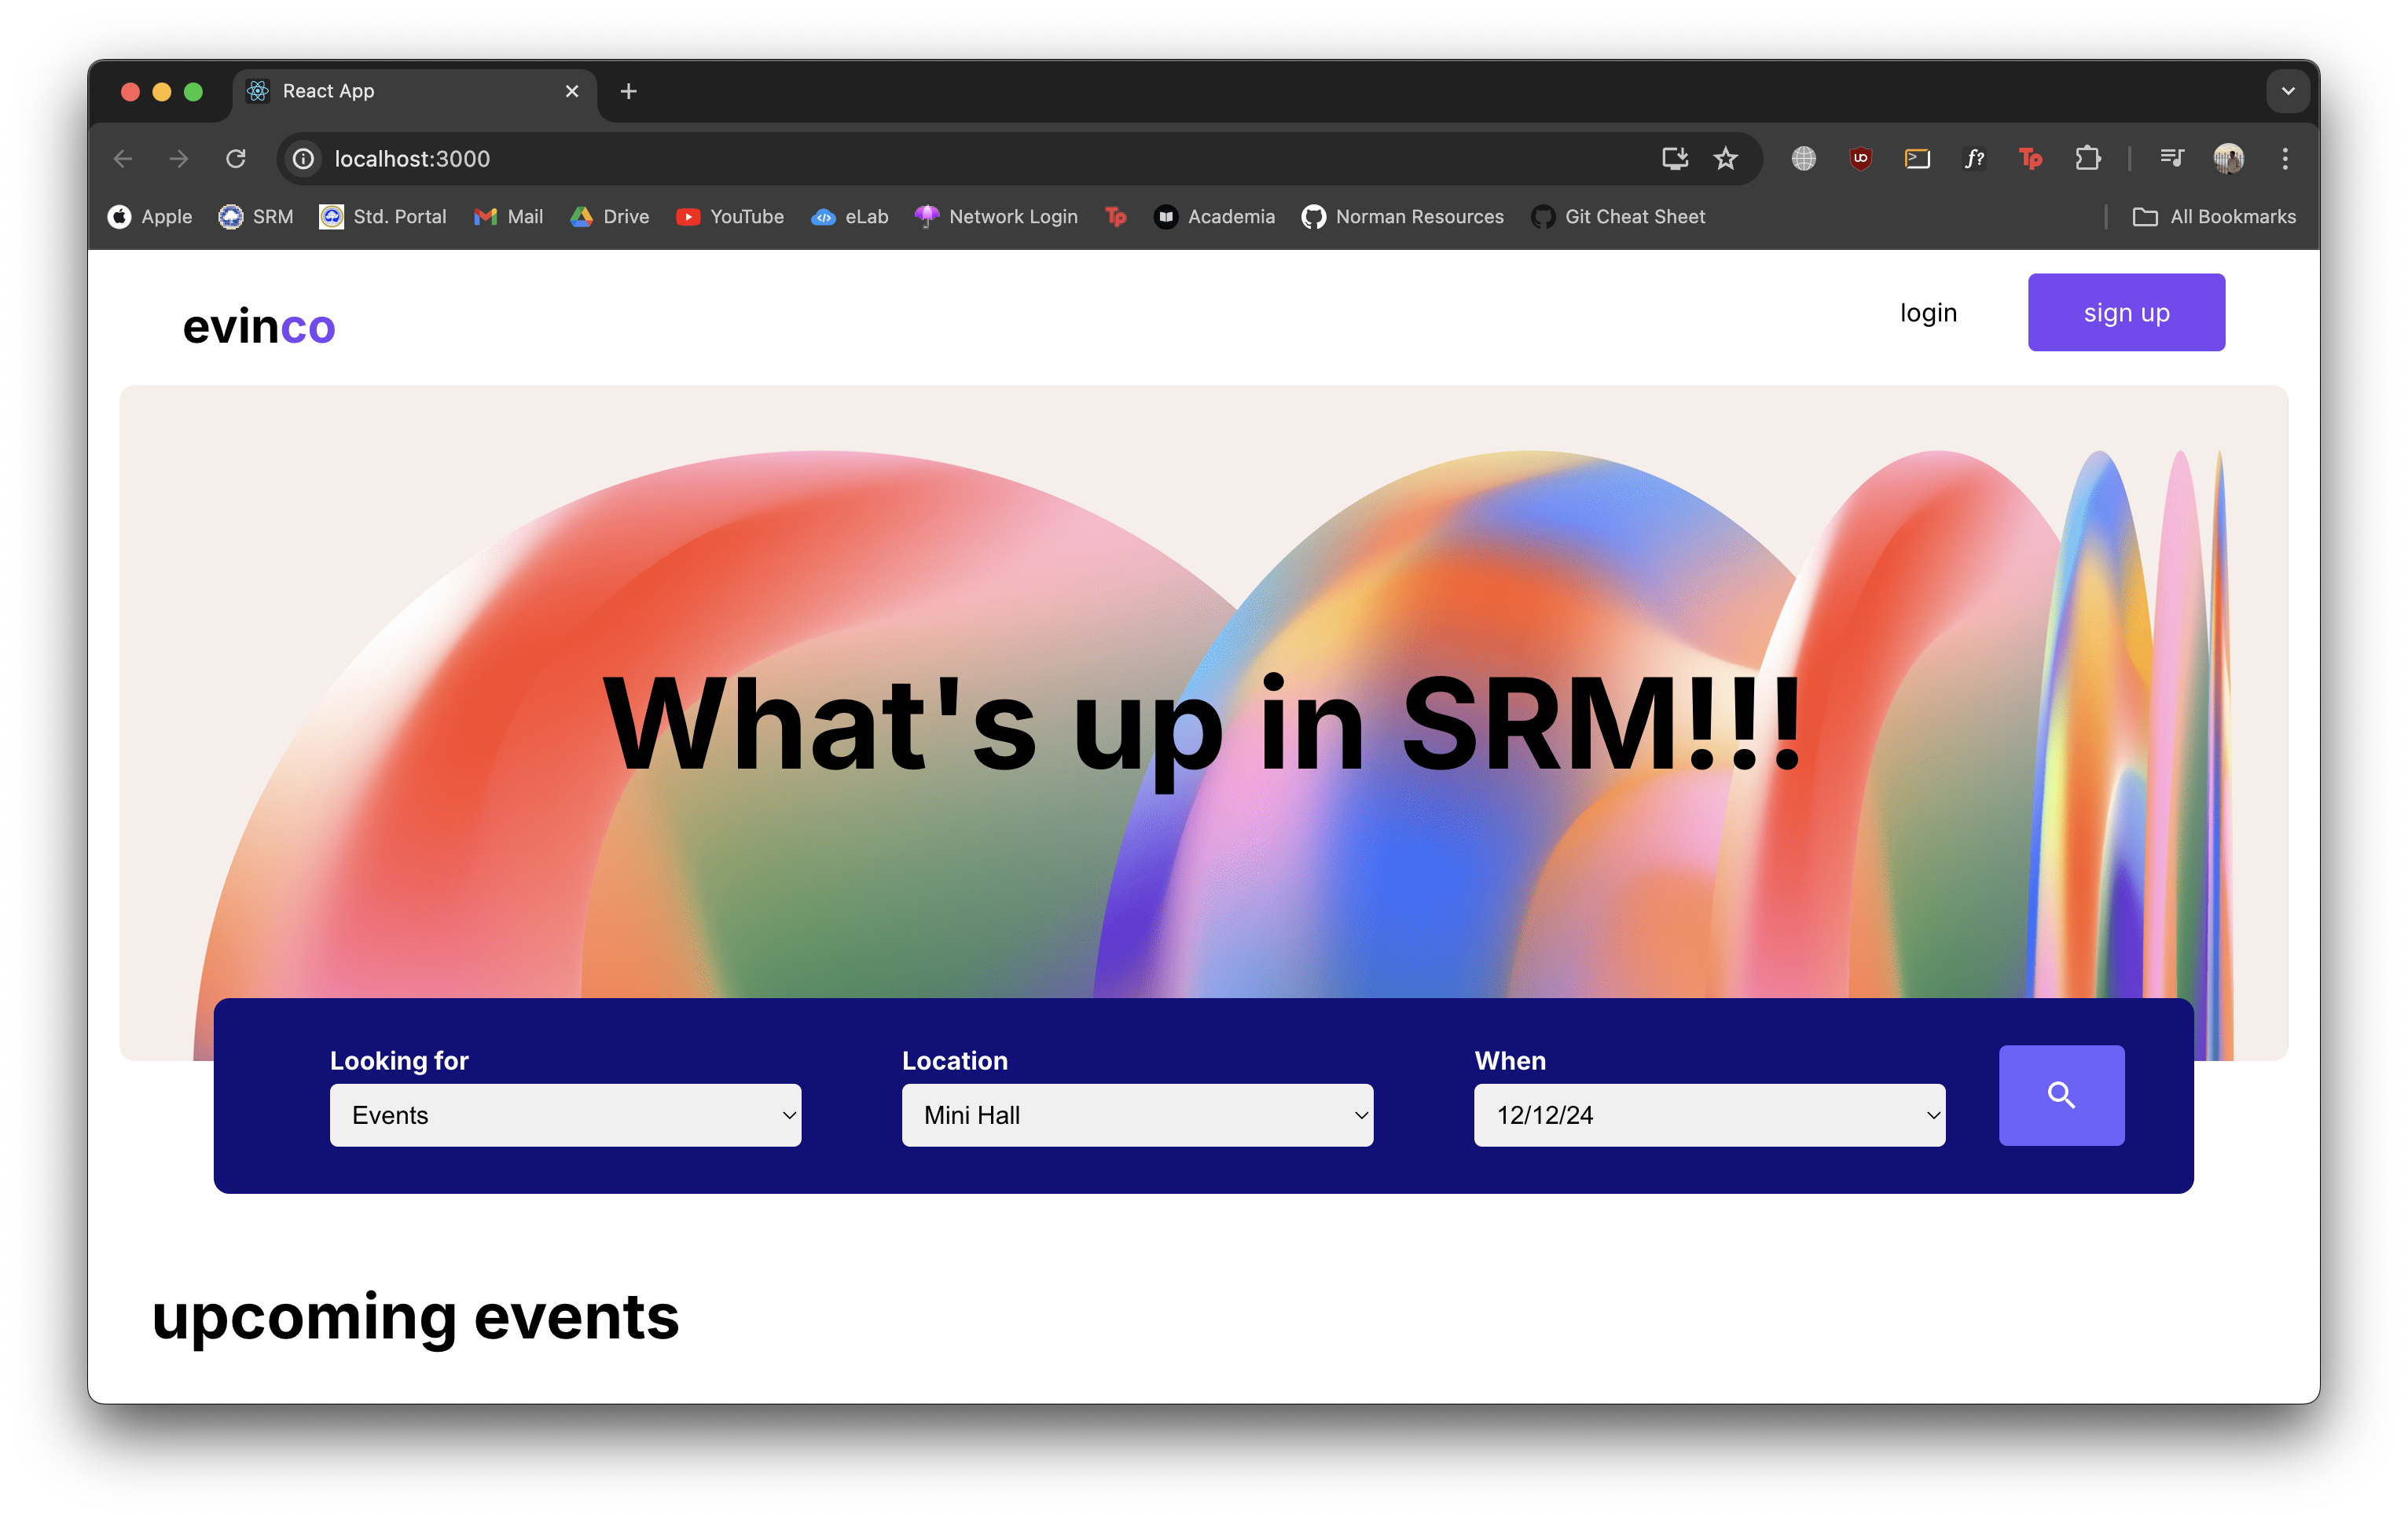 React App
localhost:3000
Apple SRM Std. Portal Mail Drive YouTube eLab Network Login Tp Academia Norman Resources Git Cheat Sheet All Bookmarks
evinco login sign up
What's up in SRM!!!
Looking for Location When
Events Mini Hall 12/12/24
upcoming events